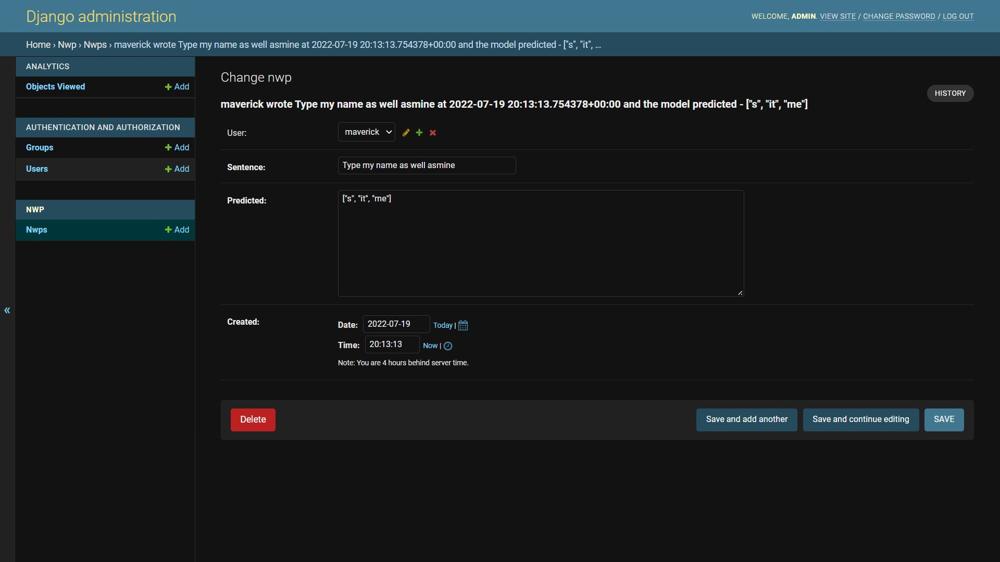 Django administration
WELCOME, ADMIN. VIEW SITE / CHANGE PASSWORD / LOG OUT
Home › Nwp › Nwps › maverick wrote Type my name as well asmine at 2022-07-19 20:13:13.754378+00:00 and the model predicted - ["s", "it", …
ANALYTICS
Objects Viewed Add
AUTHENTICATION AND AUTHORIZATION
Groups Add
Users Add
NWP
Nwps Add
«
Change nwp
HISTORY
maverick wrote Type my name as well asmine at 2022-07-19 20:13:13.754378+00:00 and the model predicted - ["s", "it", "me"]
User: maverick
Sentence: Type my name as well asmine
Predicted: ["s", "it", "me"]
Created: Date: 2022-07-19 Today |
Time: 20:13:13 Now |
Note: You are 4 hours behind server time.
Delete Save and add another Save and continue editing SAVE